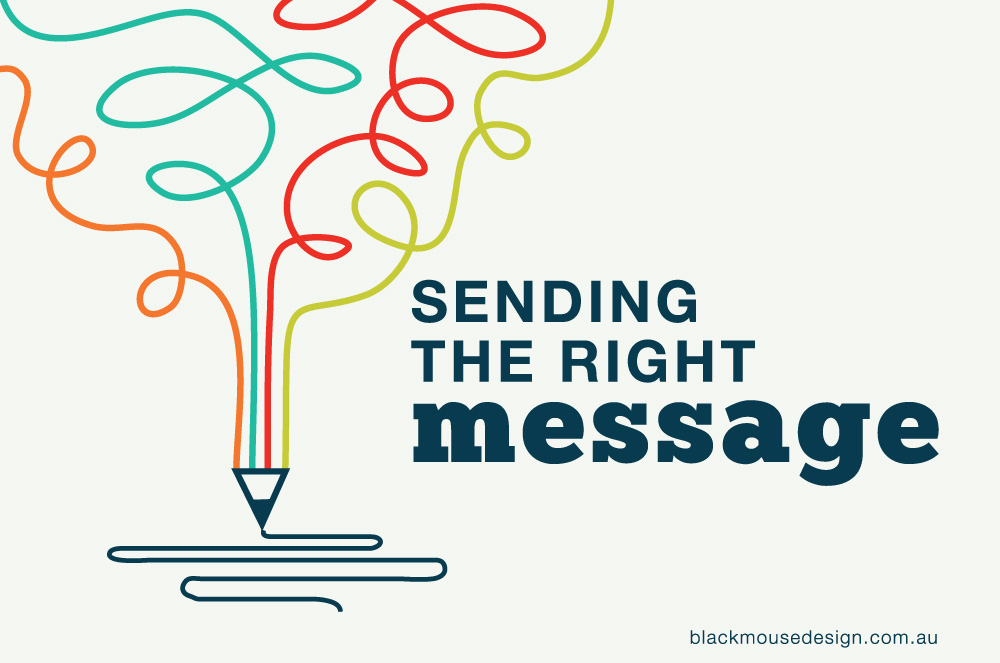 SENDING
THE RIGHT
message
blackmousedesign.com.au